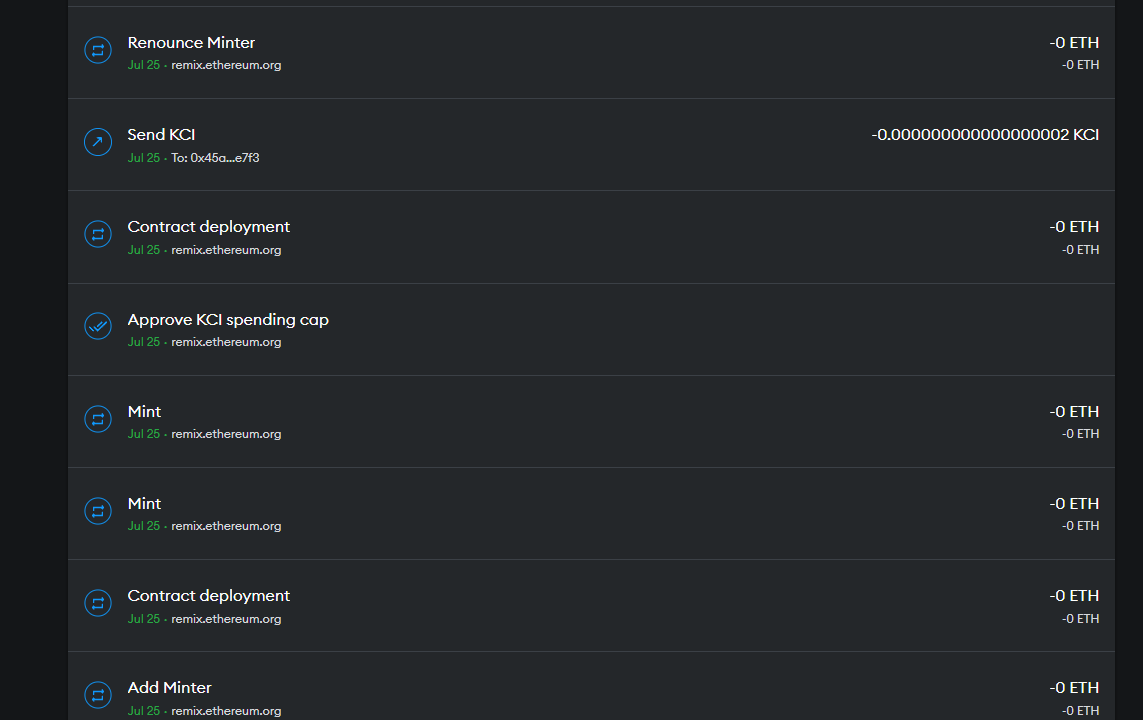 Renounce Minter
-0 ETH
Jul 25 · remix.ethereum.org
-0 ETH
Send KCI
-0.000000000000000002 KCI
Jul 25 · To: 0x45a...e7f3
Contract deployment
-0 ETH
Jul 25 · remix.ethereum.org
-0 ETH
Approve KCI spending cap
Jul 25 · remix.ethereum.org
Mint
-0 ETH
Jul 25 · remix.ethereum.org
-0 ETH
Mint
-0 ETH
Jul 25 · remix.ethereum.org
-0 ETH
Contract deployment
-0 ETH
Jul 25 · remix.ethereum.org
-0 ETH
Add Minter
-0 ETH
Jul 25 · remix.ethereum.org
-0 ETH